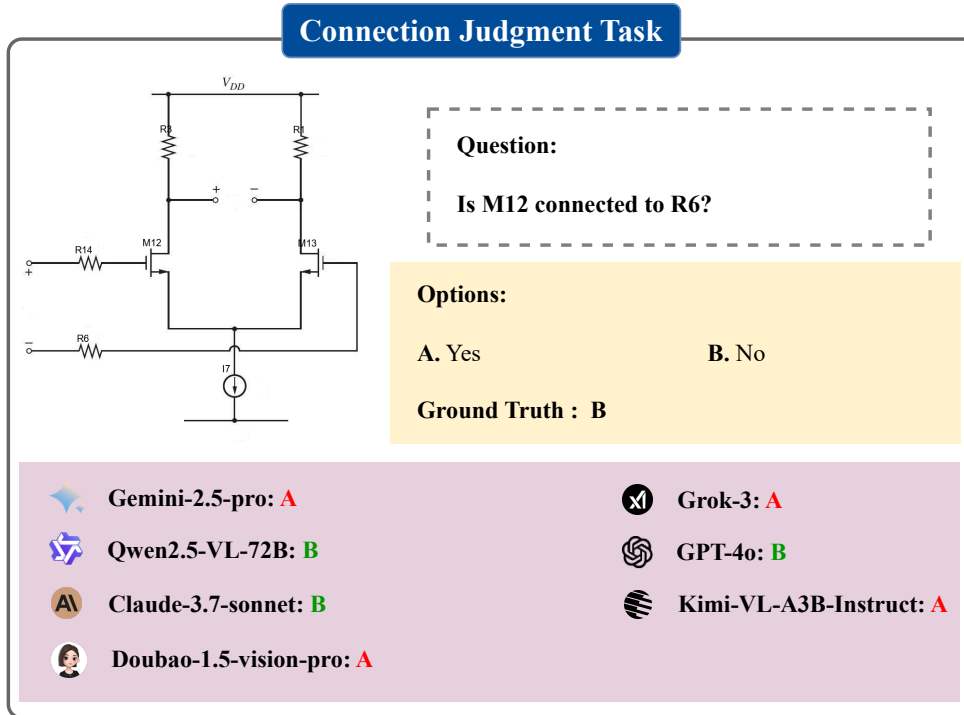 Connection Judgment Task
V_DD
R3
R1
+ −
M12
M13
R14
+
−
R6
I7
Question:
Is M12 connected to R6?
Options:
A. Yes
B. No
Ground Truth : B
Gemini-2.5-pro: A
Grok-3: A
Qwen2.5-VL-72B: B
GPT-4o: B
Claude-3.7-sonnet: B
Kimi-VL-A3B-Instruct: A
Doubao-1.5-vision-pro: A